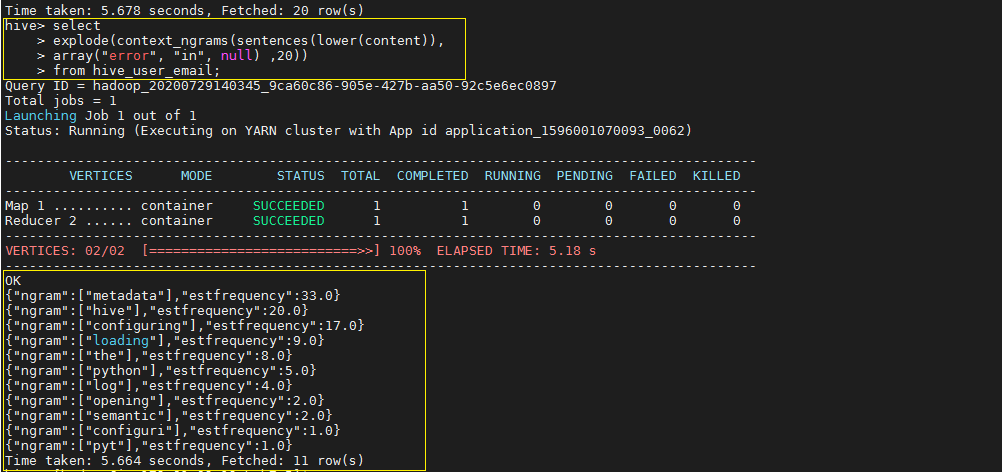 Time taken: 5.678 seconds, Fetched: 20 row(s)
hive> select
    > explode(context_ngrams(sentences(lower(content)),
    > array("error", "in", null) ,20))
    > from hive_user_email;
Query ID = hadoop_20200729140345_9ca60c86-905e-427b-aa50-92c5e6ec0897
Total jobs = 1
Launching Job 1 out of 1
Status: Running (Executing on YARN cluster with App id application_1596001070093_0062)
----------------------------------------------------------------------------------------------
        VERTICES      MODE        STATUS  TOTAL  COMPLETED  RUNNING  PENDING  FAILED  KILLED
----------------------------------------------------------------------------------------------
Map 1 .......... container     SUCCEEDED      1          1        0        0       0       0
Reducer 2 ...... container     SUCCEEDED      1          1        0        0       0       0
----------------------------------------------------------------------------------------------
VERTICES: 02/02  [==========================>>] 100%  ELAPSED TIME: 5.18 s
----------------------------------------------------------------------------------------------
OK
{"ngram":["metadata"],"estfrequency":33.0}
{"ngram":["hive"],"estfrequency":20.0}
{"ngram":["configuring"],"estfrequency":17.0}
{"ngram":["loading"],"estfrequency":9.0}
{"ngram":["the"],"estfrequency":8.0}
{"ngram":["python"],"estfrequency":5.0}
{"ngram":["log"],"estfrequency":4.0}
{"ngram":["opening"],"estfrequency":2.0}
{"ngram":["semantic"],"estfrequency":2.0}
{"ngram":["configuri"],"estfrequency":1.0}
{"ngram":["pyt"],"estfrequency":1.0}
Time taken: 5.664 seconds, Fetched: 11 row(s)